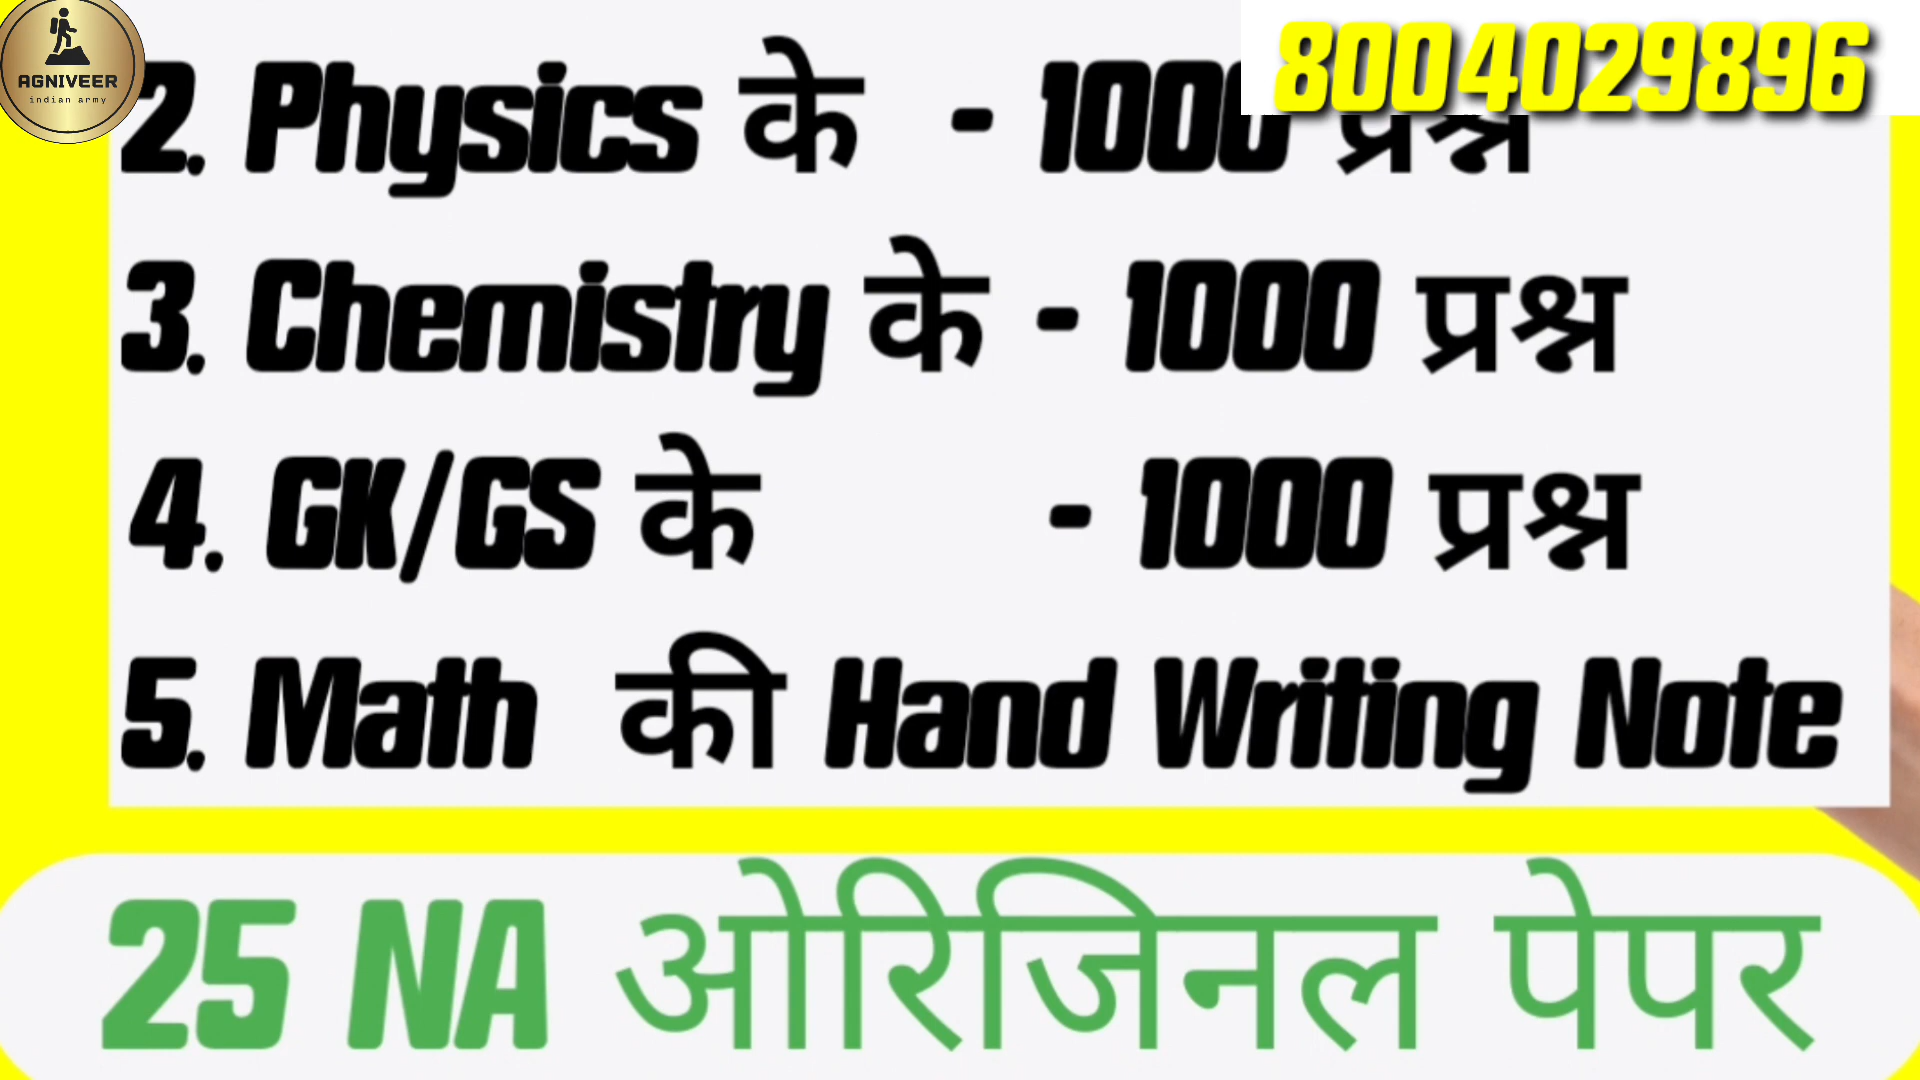 AGNIVEER
indian army
8004029896
2. Physics के - 1000 प्रश्न
3. Chemistry के - 1000 प्रश्न
4. GK/GS के - 1000 प्रश्न
5. Math की Hand Writing Note
25 NA ओरिजिनल पेपर